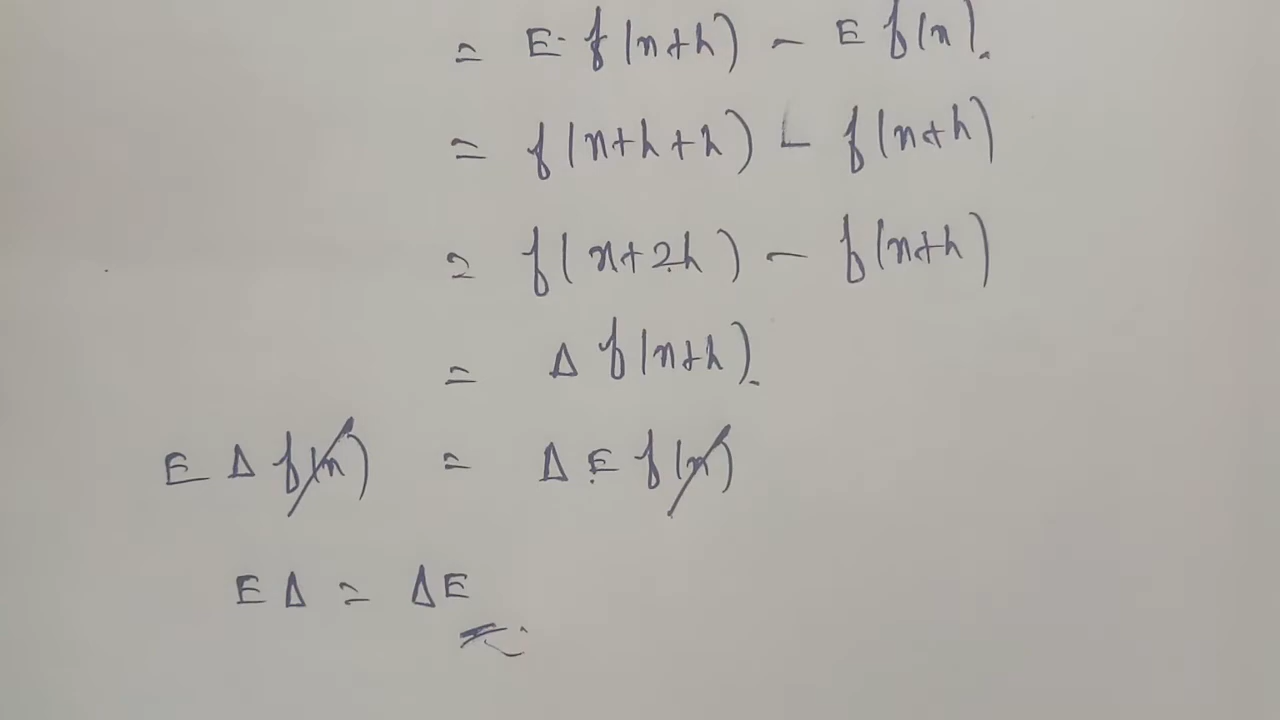 = E f(x+h) - E f(x).
= f(x+h+h) - f(x+h)
= f(x+2h) - f(x+h)
= Δ f(x+h).
E Δ f(x) = Δ E f(x)
E Δ = Δ E